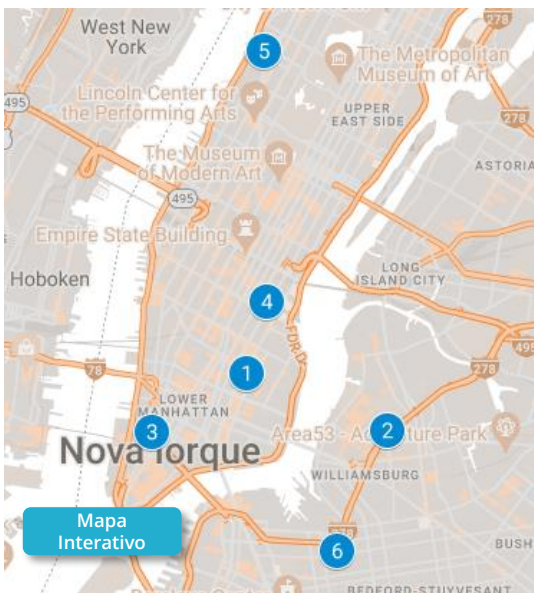 West New
York
5
The Metropolitan
Museum of Art
495
Lincoln Center for
the Performing Arts
UPPER
EAST SIDE
278
The Museum
of Modern Art
ASTORIA
495
Empire State Building
Hoboken
LONG
ISLAND CITY
4
FDR D
495
78
1
278
LOWER
MANHATTAN
3
2
Nova Iorque
Area53 - Adventure Park
WILLIAMSBURG
Mapa
Interativo
278
6
BUSH
BEDFORD-STUYVESANT